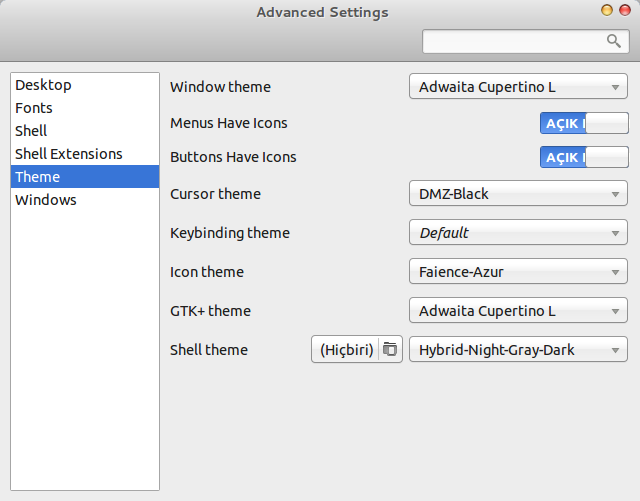 Advanced Settings
Desktop
Fonts
Shell
Shell Extensions
Theme
Windows
Window theme
Adwaita Cupertino L
Menus Have Icons
AÇIK
Buttons Have Icons
AÇIK
Cursor theme
DMZ-Black
Keybinding theme
Default
Icon theme
Faience-Azur
GTK+ theme
Adwaita Cupertino L
Shell theme
(Hiçbiri)
Hybrid-Night-Gray-Dark